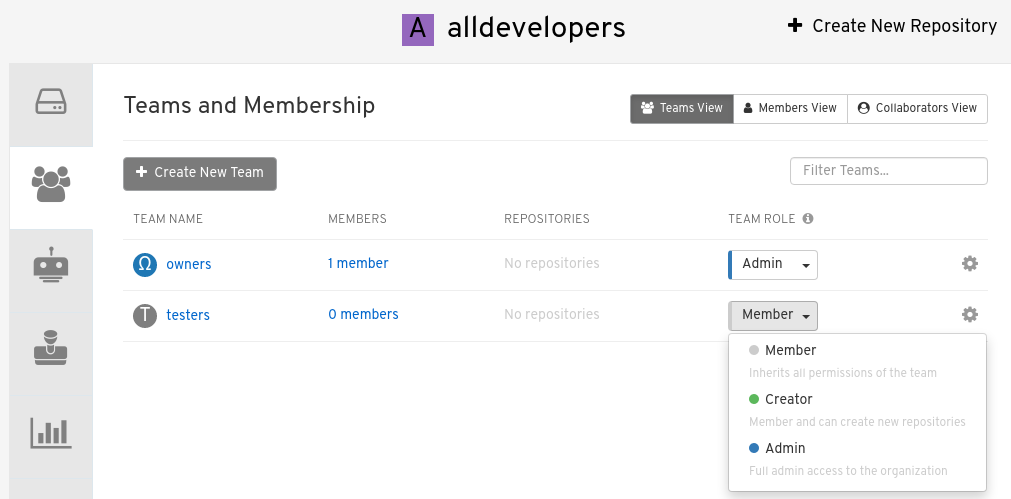 A alldevelopers
Create New Repository
Teams and Membership
Teams View Members View Collaborators View
Create New Team
Filter Teams...
TEAM NAME MEMBERS REPOSITORIES TEAM ROLE
Ω owners 1 member No repositories Admin
T testers 0 members No repositories Member
Member
Inherits all permissions of the team
Creator
Member and can create new repositories
Admin
Full admin access to the organization